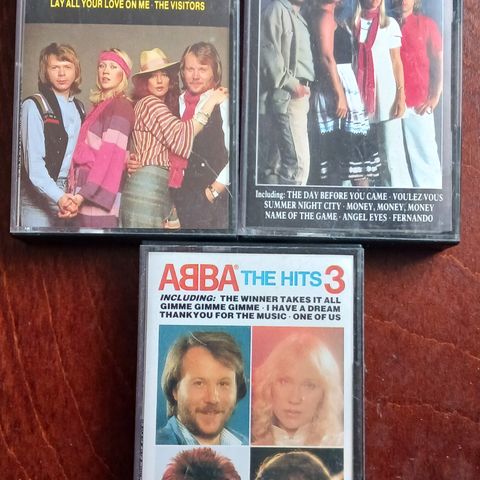 LAY ALL YOUR LOVE ON ME · THE VISITORS
Including: THE DAY BEFORE YOU CAME · VOULEZ-VOUS
SUMMER NIGHT CITY · MONEY, MONEY, MONEY
NAME OF THE GAME · ANGEL EYES · FERNANDO
ABBA® THE HITS 3
INCLUDING: THE WINNER TAKES IT ALL
GIMME GIMME GIMME · I HAVE A DREAM
THANKYOU FOR THE MUSIC · ONE OF US